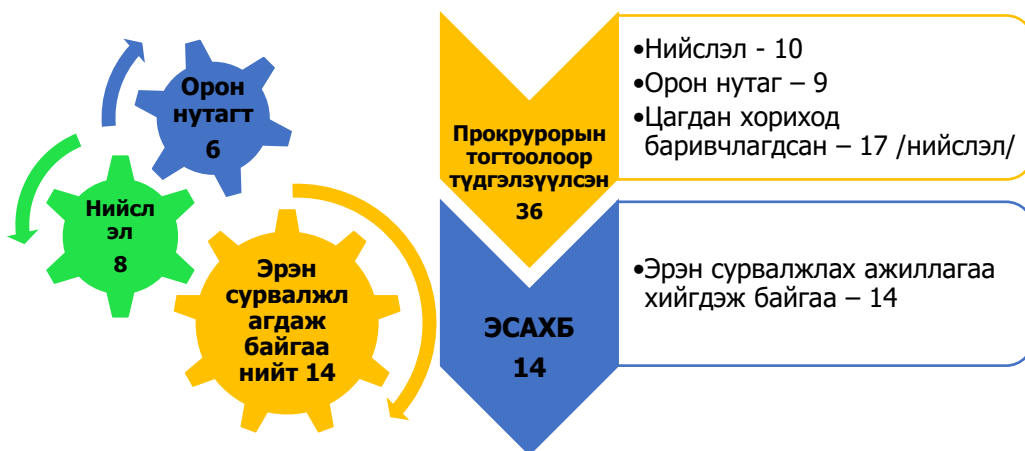 Орон
нутагт
6
Нийсл
эл
8
Эрэн
сурвалжл
агдаж
байгаа
нийт 14
Прокрурорын
тогтоолоор
түдгэлзүүлсэн
36
•Нийслэл - 10
•Орон нутаг – 9
•Цагдан хориход
баривчлагдсан – 17 /нийслэл/
ЭСАХБ
14
•Эрэн сурвалжлах ажиллагаа
хийгдэж байгаа – 14